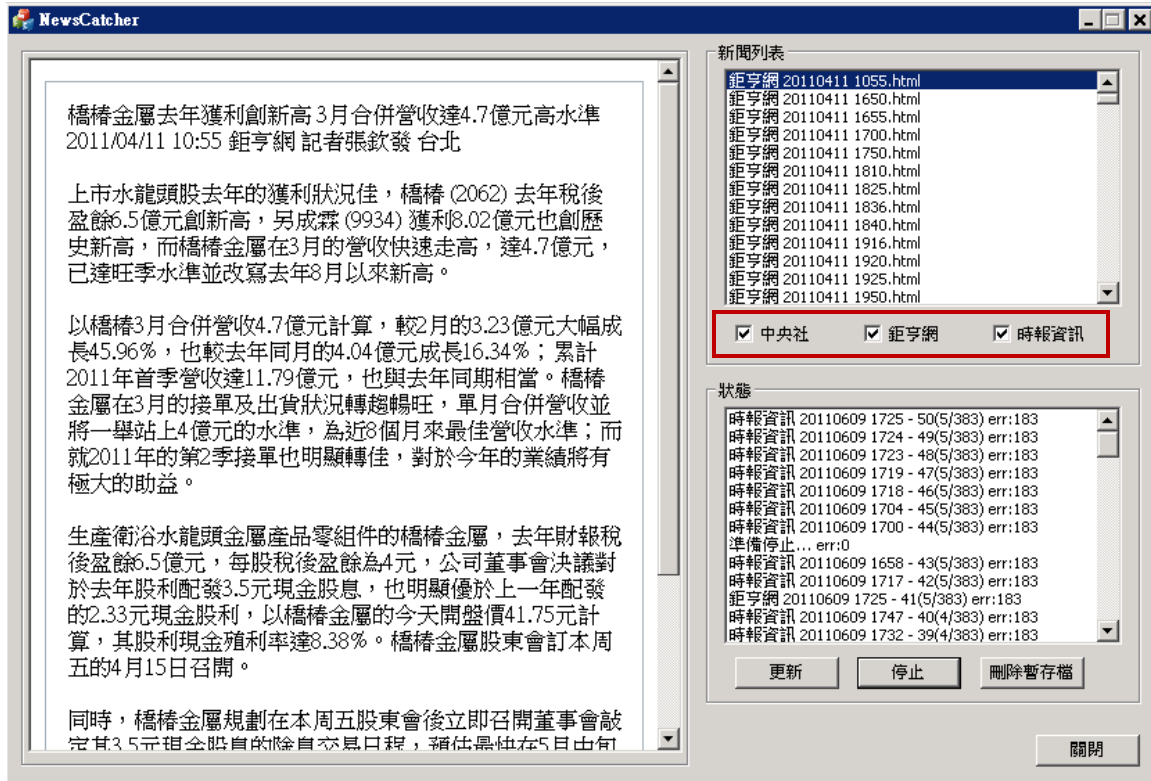 NewsCatcher
橋椿金屬去年獲利創新高 3月合併營收達4.7億元高水準
2011/04/11 10:55 鉅亨網 記者張欽發 台北
上市水龍頭股去年的獲利狀況佳，橋椿 (2062) 去年稅後
盈餘6.5億元創新高，另成霖 (9934) 獲利8.02億元也創歷
史新高，而橋椿金屬在3月的營收快速走高，達4.7億元，
已達旺季水準並改寫去年8月以來新高。
以橋椿3月合併營收4.7億元計算，較2月的3.23億元大幅成
長45.96%，也較去年同月的4.04億元成長16.34%；累計
2011年首季營收達11.79億元，也與去年同期相當。橋椿
金屬在3月的接單及出貨狀況轉趨暢旺，單月合併營收並
將一舉站上4億元的水準，為近8個月來最佳營收水準；而
就2011年的第2季接單也明顯轉佳，對於今年的業績將有
極大的助益。
生產衛浴水龍頭金屬產品零組件的橋椿金屬，去年財報稅
後盈餘6.5億元，每股稅後盈餘為4元，公司董事會決議對
於去年股利配發3.5元現金股息，也明顯優於上一年配發
的2.33元現金股利，以橋椿金屬的今天開盤價41.75元計
算，其股利現金殖利率達8.38%。橋椿金屬股東會訂本周
五的4月15日召開。
同時，橋椿金屬規劃在本周五股東會後立即召開董事會敲
定其3.5元現金股息的除息交易日程，預估最快在5月中旬
新聞列表
鉅亨網 20110411 1055.html
鉅亨網 20110411 1650.html
鉅亨網 20110411 1655.html
鉅亨網 20110411 1700.html
鉅亨網 20110411 1750.html
鉅亨網 20110411 1810.html
鉅亨網 20110411 1825.html
鉅亨網 20110411 1836.html
鉅亨網 20110411 1840.html
鉅亨網 20110411 1916.html
鉅亨網 20110411 1920.html
鉅亨網 20110411 1925.html
鉅亨網 20110411 1950.html
中央社 鉅亨網 時報資訊
狀態
時報資訊 20110609 1725 - 50(5/383) err:183
時報資訊 20110609 1724 - 49(5/383) err:183
時報資訊 20110609 1723 - 48(5/383) err:183
時報資訊 20110609 1719 - 47(5/383) err:183
時報資訊 20110609 1718 - 46(5/383) err:183
時報資訊 20110609 1704 - 45(5/383) err:183
時報資訊 20110609 1700 - 44(5/383) err:183
準備停止... err:0
時報資訊 20110609 1658 - 43(5/383) err:183
時報資訊 20110609 1717 - 42(5/383) err:183
鉅亨網 20110609 1725 - 41(5/383) err:183
時報資訊 20110609 1747 - 40(4/383) err:183
時報資訊 20110609 1732 - 39(4/383) err:183
更新 停止 刪除暫存檔
關閉